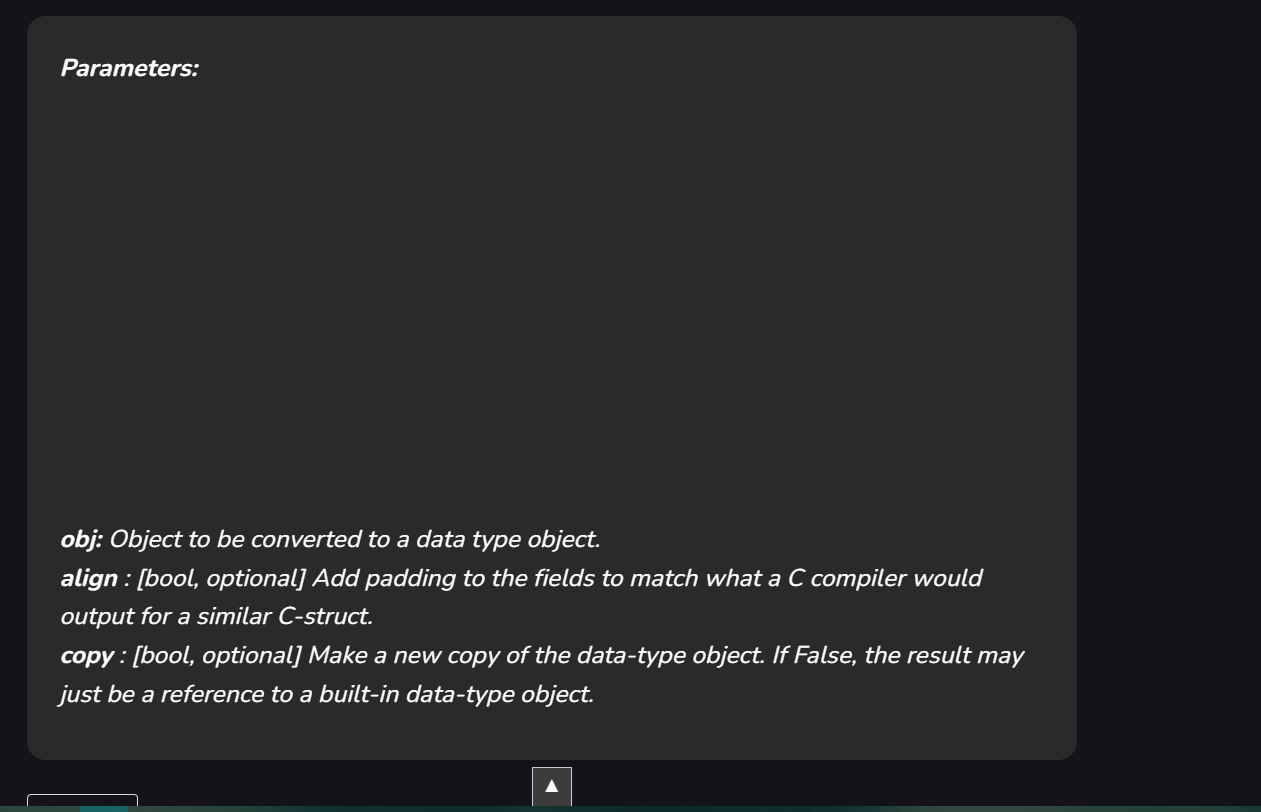 Parameters:
obj: Object to be converted to a data type object.
align : [bool, optional] Add padding to the fields to match what a C compiler would
output for a similar C-struct.
copy : [bool, optional] Make a new copy of the data-type object. If False, the result may
just be a reference to a built-in data-type object.